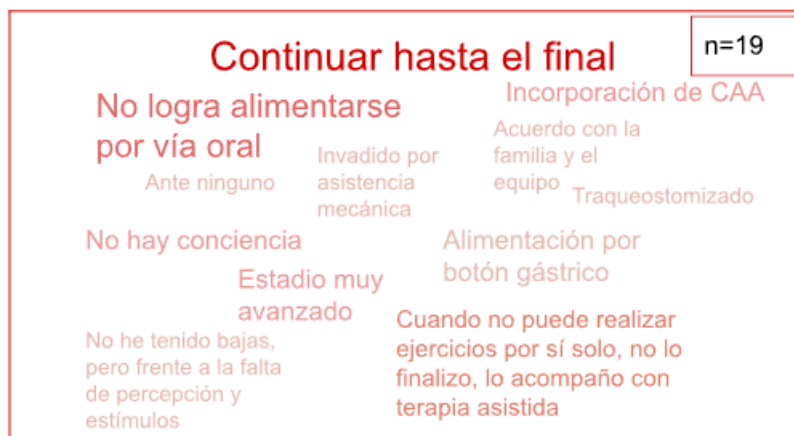 Continuar hasta el final
n=19
No logra alimentarse
por vía oral
Incorporación de CAA
Acuerdo con la
familia y el
equipo
Invadido por
asistencia
mecánica
Ante ninguno
Traqueostomizado
No hay conciencia
Alimentación por
botón gástrico
Estadio muy
avanzado
Cuando no puede realizar
ejercicios por sí solo, no lo
finalizo, lo acompaño con
terapia asistida
No he tenido bajas,
pero frente a la falta
de percepción y
estímulos